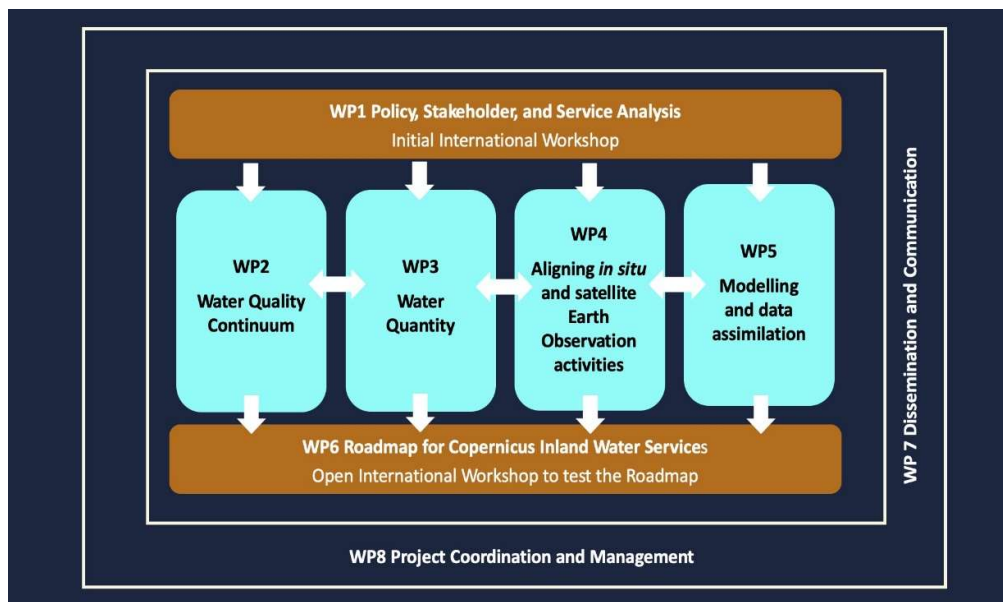 WP1 Policy, Stakeholder, and Service Analysis
Initial International Workshop
WP2
Water Quality
Continuum
WP3
Water
Quantity
WP4
Aligning in situ
and satellite
Earth
Observation
activities
WP5
Modelling
and data
assimilation
WP6 Roadmap for Copernicus Inland Water Services
Open International Workshop to test the Roadmap
WP8 Project Coordination and Management
WP 7 Dissemination and Communication